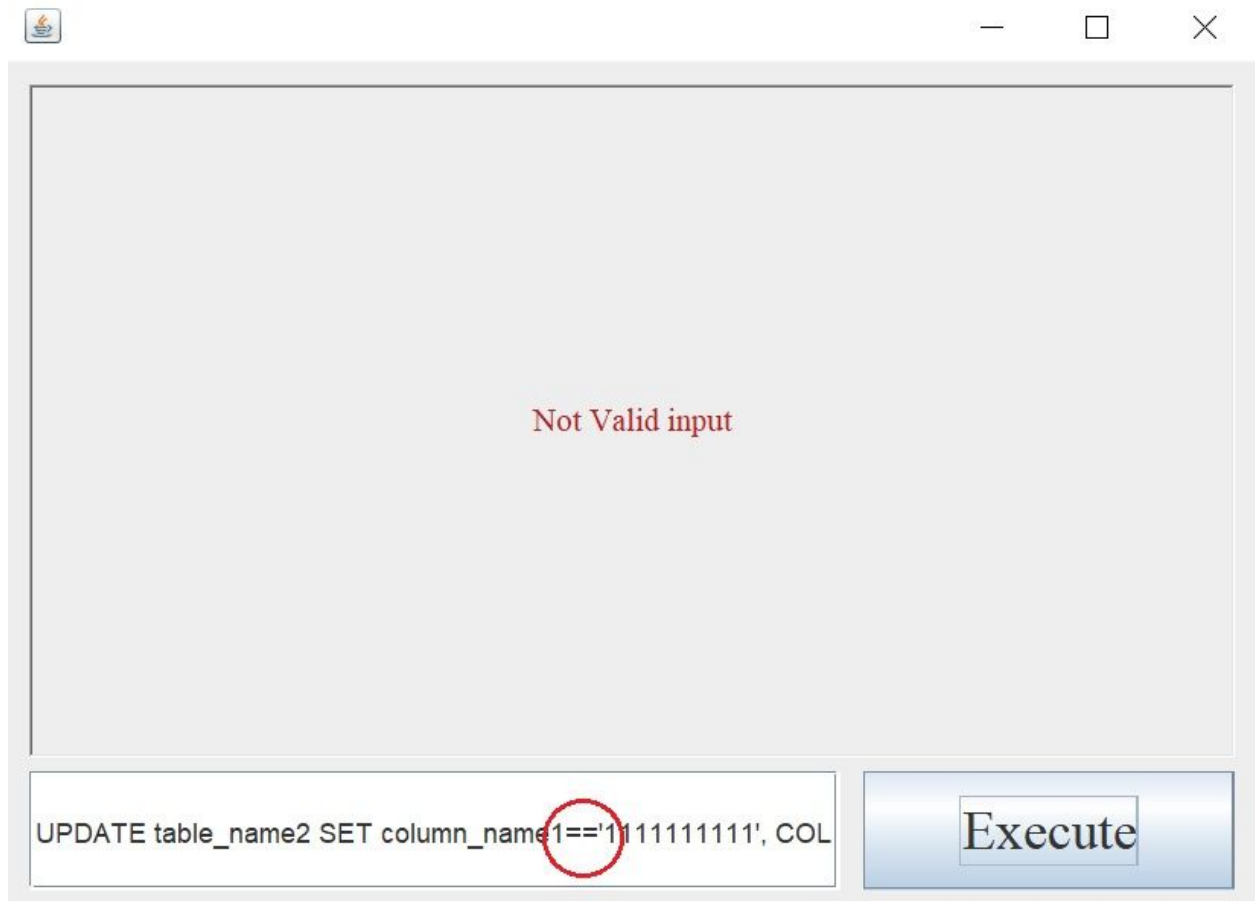 Not Valid input
UPDATE table_name2 SET column_name1=='1111111111', COL
Execute